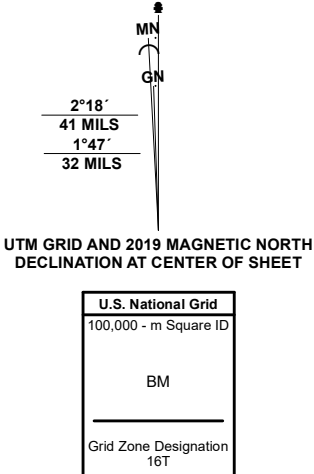 MN
GN
2°18´
41 MILS
1°47´
32 MILS
UTM GRID AND 2019 MAGNETIC NORTH
DECLINATION AT CENTER OF SHEET
U.S. National Grid
100,000 - m Square ID
BM
Grid Zone Designation
16T